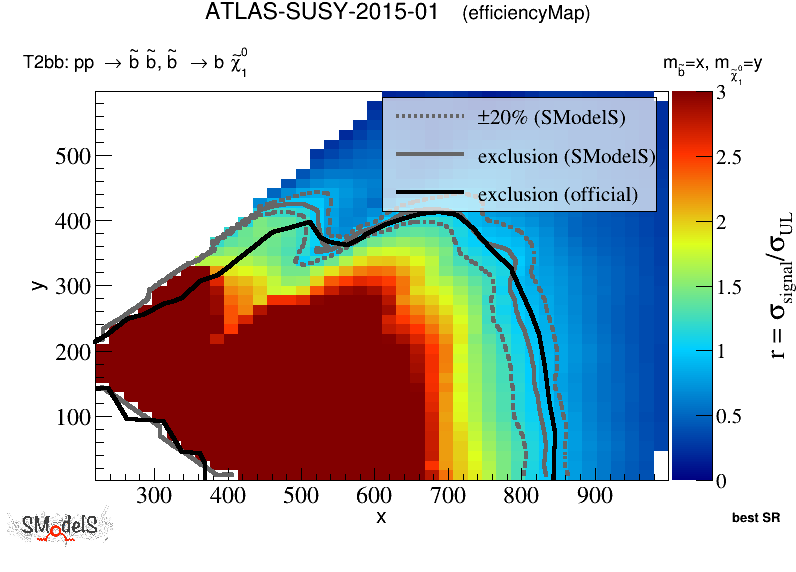 ATLAS-SUSY-2015-01 (efficiencyMap)
T2bb: pp → b̃ b̃, b̃ → b χ̃⁰₁
m_b̃=x, m_χ̃⁰₁=y
±20% (SModelS)
exclusion (SModelS)
exclusion (official)
y
500
400
300
200
100
300 400 500 600 700 800 900
x
3
2.5
2
1.5
1
0.5
0
r = σ_signal/σ_UL
SModelS
best SR